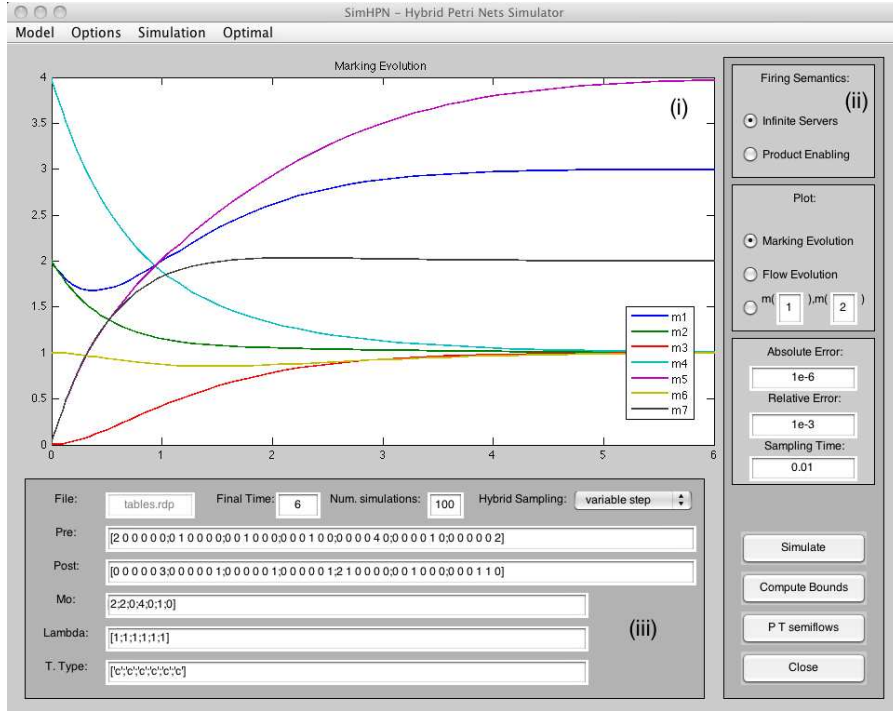 SimHPN – Hybrid Petri Nets Simulator
Model Options Simulation Optimal
Marking Evolution
(i)
4
3.5
3
2.5
2
1.5
1
0.5
0
0 1 2 3 4 5 6
m1
m2
m3
m4
m5
m6
m7
Firing Semantics:
(ii)
Infinite Servers
Product Enabling
Plot:
Marking Evolution
Flow Evolution
m( 1 ),m( 2 )
Absolute Error:
1e-6
Relative Error:
1e-3
Sampling Time:
0.01
File: tables.rdp Final Time: 6 Num. simulations: 100 Hybrid Sampling: variable step
Pre: [2 0 0 0 0 0;0 1 0 0 0 0;0 0 1 0 0 0;0 0 0 1 0 0;0 0 0 0 4 0;0 0 0 0 1 0;0 0 0 0 0 2]
Post: [0 0 0 0 0 3;0 0 0 0 0 1;0 0 0 0 0 1;0 0 0 0 0 1;2 1 0 0 0 0;0 0 1 0 0 0;0 0 0 1 1 0]
Mo: 2;2;0;4;0;1;0]
Lambda: [1;1;1;1;1;1]
T. Type: ['c';'c';'c';'c';'c';'c']
(iii)
Simulate
Compute Bounds
P T semiflows
Close